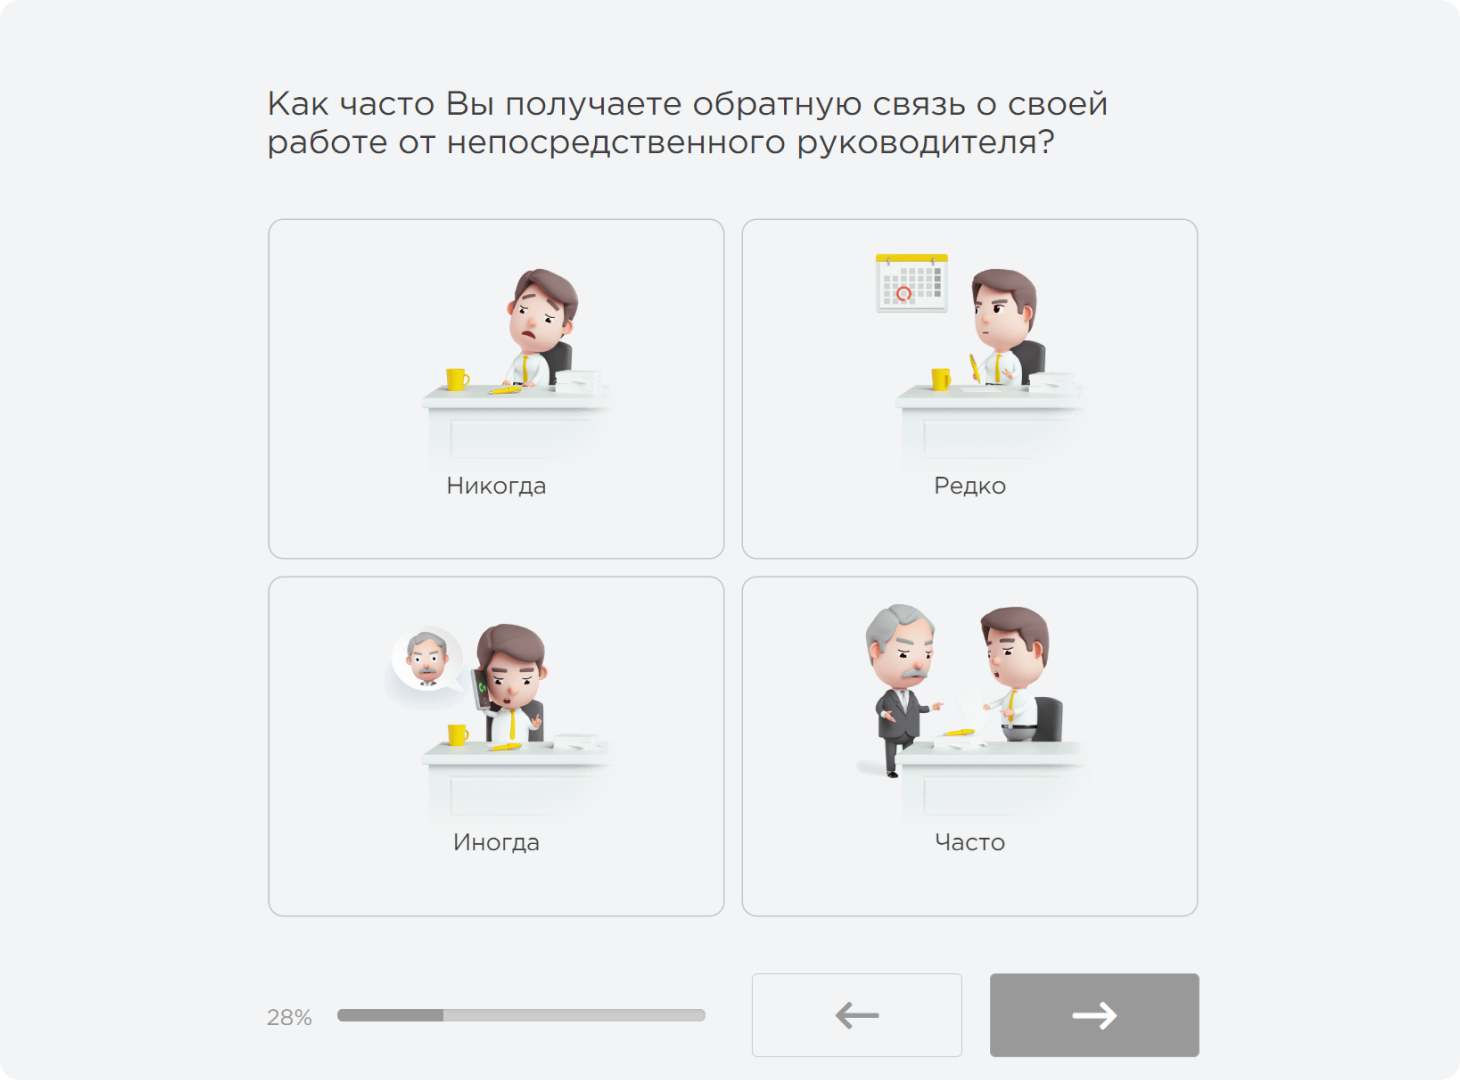 Как часто Вы получаете обратную связь о своей
работе от непосредственного руководителя?
Никогда
Редко
Иногда
Часто
28%